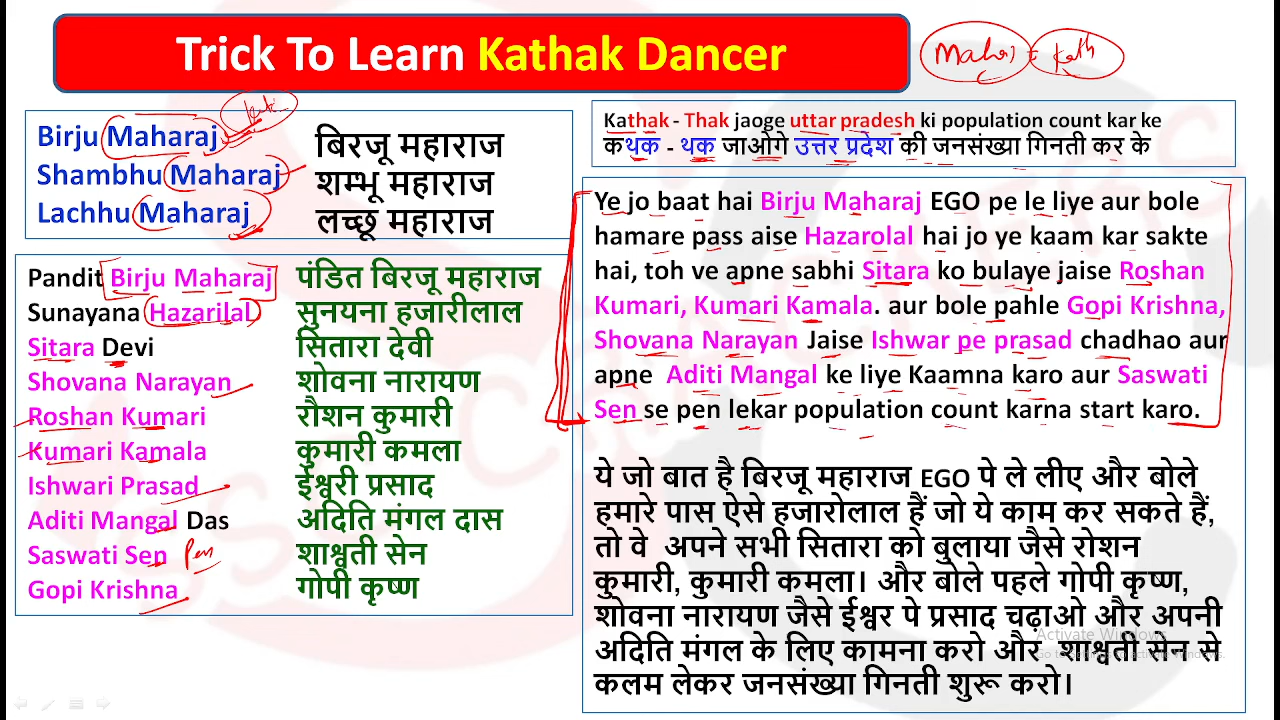 Trick To Learn Kathak Dancer
Birju Maharaj
Shambhu Maharaj
Lachhu Maharaj
बिरजू महाराज
शम्भू महाराज
लच्छू महाराज
Pandit Birju Maharaj
Sunayana Hazarilal
Sitara Devi
Shovana Narayan
Roshan Kumari
Kumari Kamala
Ishwari Prasad
Aditi Mangal Das
Saswati Sen Pen
Gopi Krishna
पंडित बिरजू महाराज
सुनयना हजारीलाल
सितारा देवी
शोवना नारायण
रौशन कुमारी
कुमारी कमला
ईश्वरी प्रसाद
अदिति मंगल दास
शाश्वती सेन
गोपी कृष्ण
Kathak - Thak jaoge uttar pradesh ki population count kar ke
कथक - थक जाओगे उत्तर प्रदेश की जनसंख्या गिनती कर के
Ye jo baat hai Birju Maharaj EGO pe le liye aur bole
hamare pass aise Hazarolal hai jo ye kaam kar sakte
hai, toh ve apne sabhi Sitara ko bulaye jaise Roshan
Kumari, Kumari Kamala. aur bole pahle Gopi Krishna,
Shovana Narayan Jaise Ishwar pe prasad chadhao aur
apne Aditi Mangal ke liye Kaamna karo aur Saswati
Sen se pen lekar population count karna start karo.
ये जो बात है बिरजू महाराज EGO पे ले लीए और बोले
हमारे पास ऐसे हजारोलाल हैं जो ये काम कर सकते हैं,
तो वे अपने सभी सितारा को बुलाया जैसे रोशन
कुमारी, कुमारी कमला। और बोले पहले गोपी कृष्ण,
शोवना नारायण जैसे ईश्वर पे प्रसाद चढ़ाओ और अपनी
अदिति मंगल के लिए कामना करो और शाश्वती सेन से
कलम लेकर जनसंख्या गिनती शुरू करो।
Activate Windows